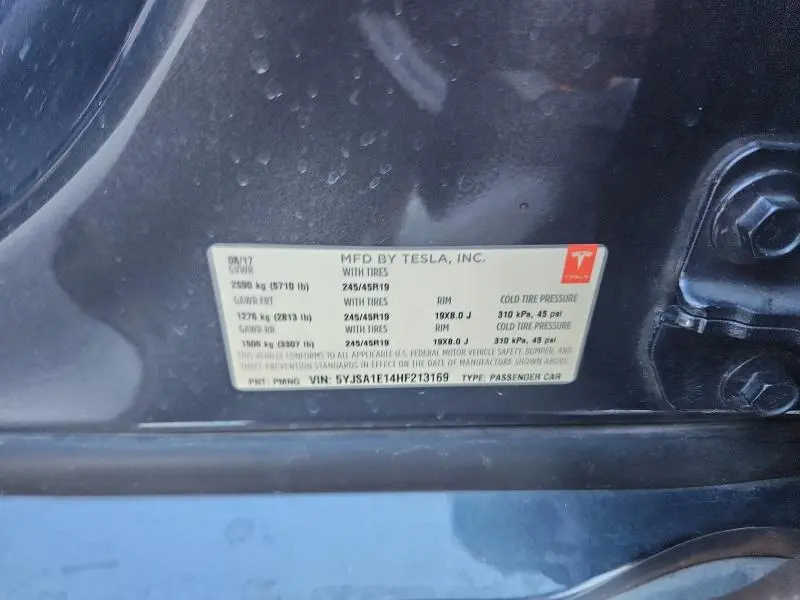 08/17 MFD BY TESLA, INC.
GVWR WITH TIRES
2590 kg (5710 lb) 245/45R19
GAWR FRT WITH TIRES RIM COLD TIRE PRESSURE
1276 kg (2813 lb) 245/45R19 19X8.0 J 310 kPa, 45 psi
GAWR RR WITH TIRES RIM COLD TIRE PRESSURE
1500 kg (3307 lb) 245/45R19 19X8.0 J 310 kPa, 45 psi
THIS VEHICLE CONFORMS TO ALL APPLICABLE U.S. FEDERAL MOTOR VEHICLE SAFETY, BUMPER, AND
THEFT PREVENTION STANDARDS IN EFFECT ON THE DATE OF MANUFACTURE SHOWN ABOVE.
PNT: PMNG VIN: 5YJSA1E14HF213169 TYPE: PASSENGER CAR
TESLA